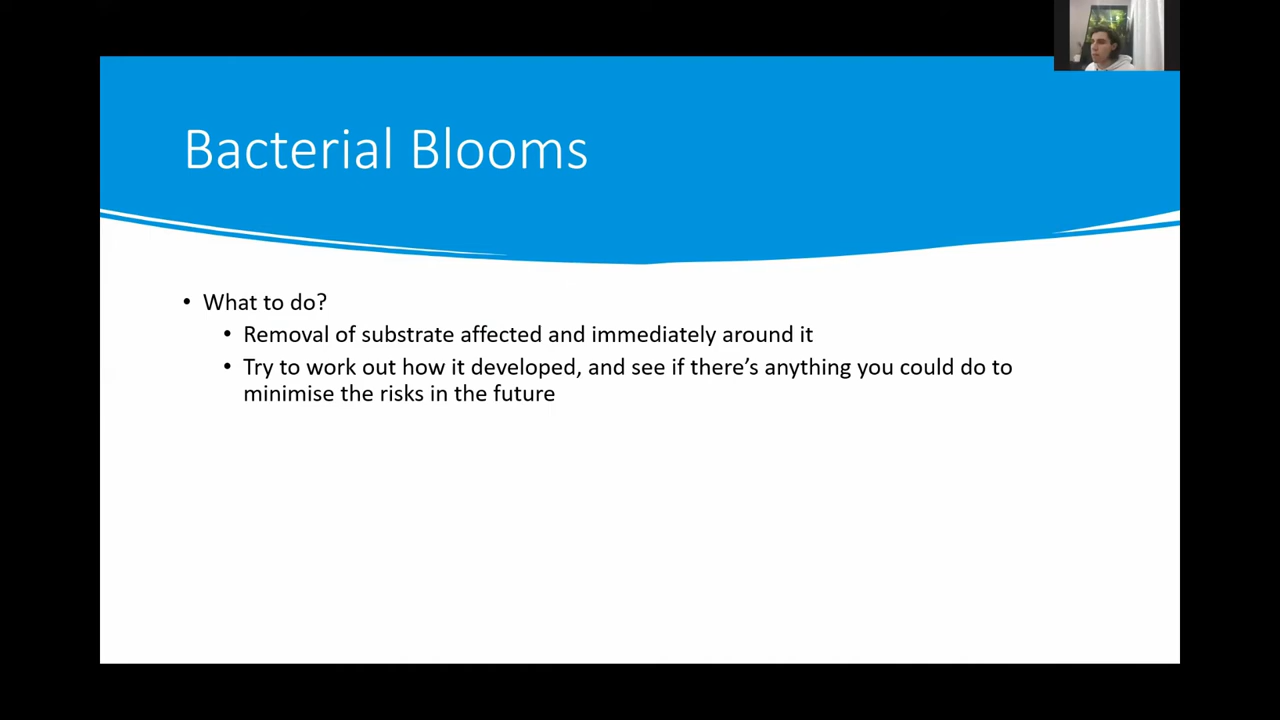 Bacterial Blooms
• What to do?
• Removal of substrate affected and immediately around it
• Try to work out how it developed, and see if there’s anything you could do to
minimise the risks in the future